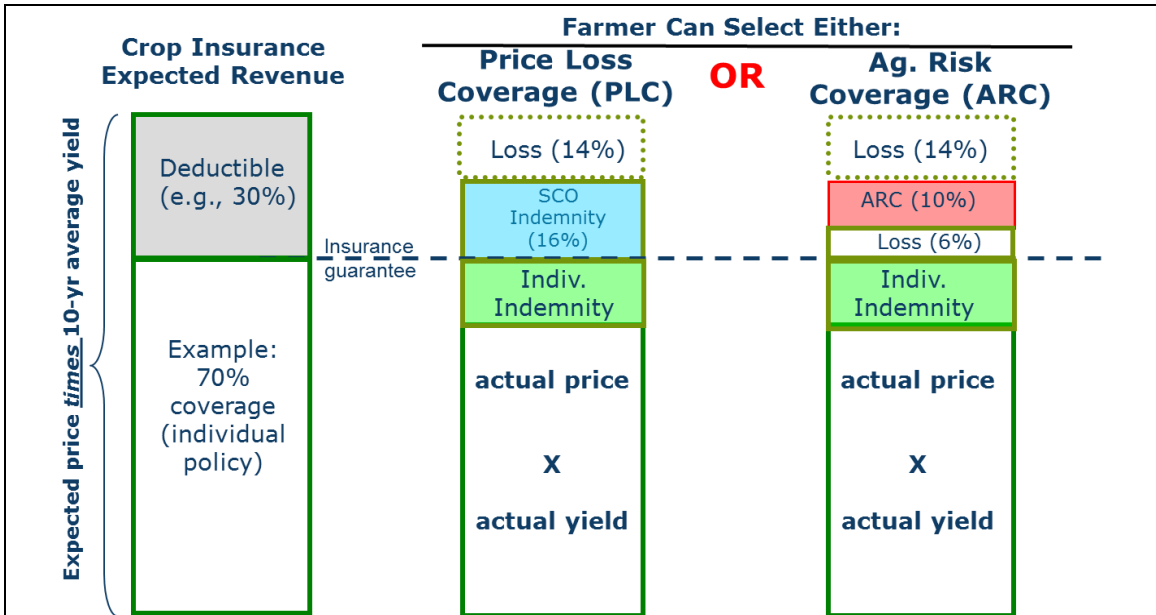 Farmer Can Select Either:
Crop Insurance
Expected Revenue
Price Loss
Coverage (PLC)
OR
Ag. Risk
Coverage (ARC)
Expected price times 10-yr average yield
Deductible
(e.g., 30%)
Insurance
guarantee
Example:
70%
coverage
(individual
policy)
Loss (14%)
SCO
Indemnity
(16%)
Indiv.
Indemnity
actual price
X
actual yield
Loss (14%)
ARC (10%)
Loss (6%)
Indiv.
Indemnity
actual price
X
actual yield